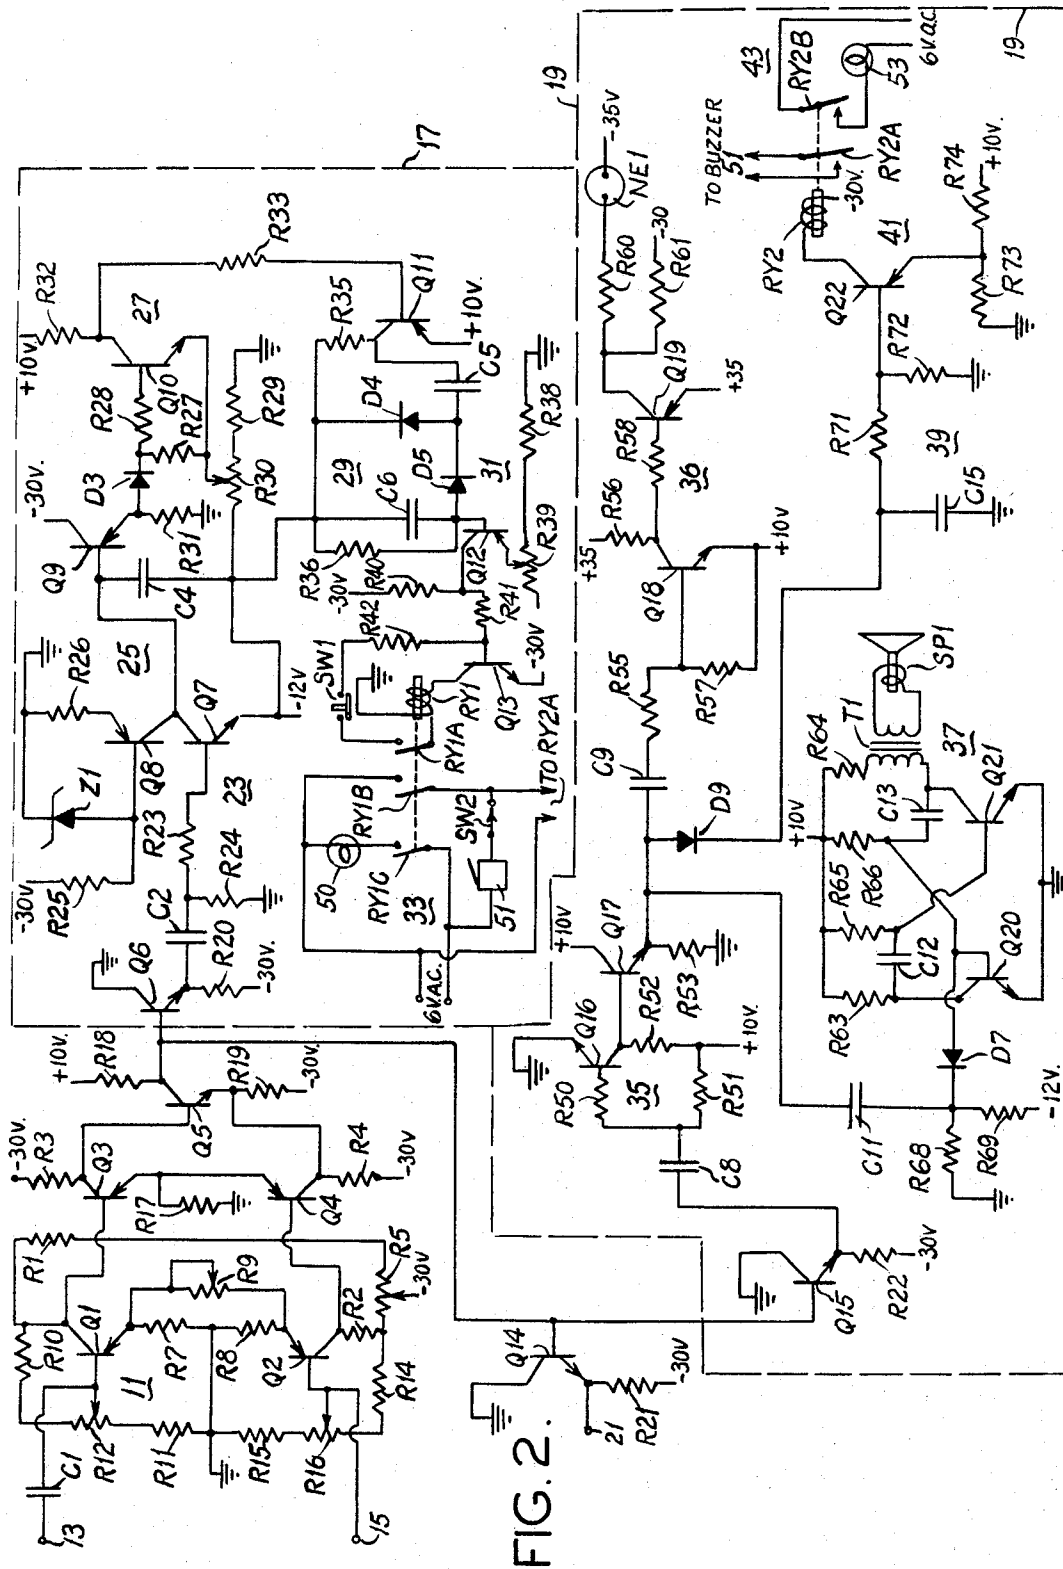 FIG. 2.
13
C1
R12
R10
11
Q1
R1
R7
R9
R8
R11
Q2
R2
R5
-30V
R15
R16
R14
15
-30V.
R3
Q3
R17
Q4
R4
-30V
+10V.
R18
Q5
R19
-30V.
17
Q6
R20
-30V.
C2
R23
R24
23
-30V
R25
Z1
R26
25
Q8
Q7
-12V
Q9
-30V.
C4
D3
R31
R28
R27
Q10
+10V.
R32
27
R30
R29
R33
R35
Q11
+10V.
C5
D4
D5
29
31
C6
R36
-30V
R40
R42
Q12
R41
R39
R38
-30V
SW1
RY1
Q13
RY1A
RY1B
RY1C
SW2
50
33
51
6V.A.C.
TO RY2A
19
Q14
21
R21
-30V
Q15
R22
-30V
C8
R50
Q16
35
R51
R52
+10V.
+10V
Q17
R53
C9
R55
R57
Q18
+10V
+35
R56
36
R58
Q19
+35
R60
R61
-30
NE1
-35V
D9
C11
R68
R69
-12V.
D7
R63
C12
R65
R66
Q20
+10V
C13
R64
T1
37
Q21
SP1
C15
39
R71
R72
Q22
41
R73
R74
+10V.
RY2
-30V.
RY2A
TO BUZZER
51
RY2B
43
53
6V.A.C.
19